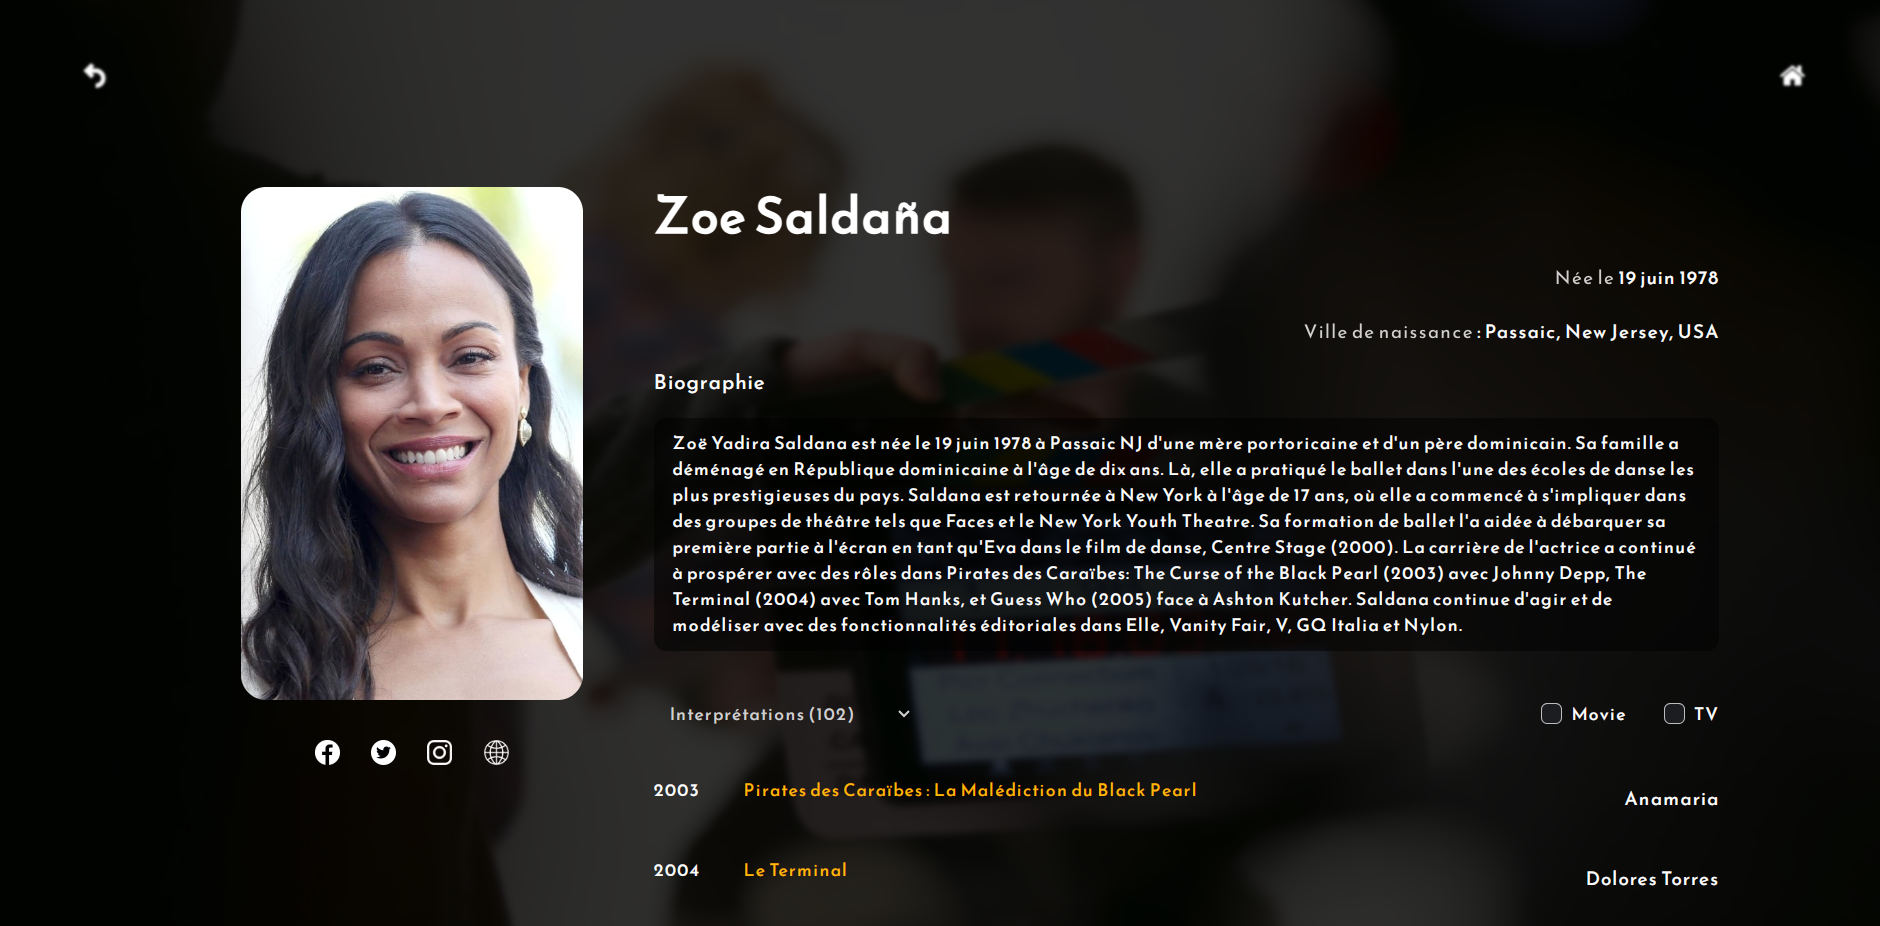 Zoe Saldaña
Née le 19 juin 1978
Ville de naissance : Passaic, New Jersey, USA
Biographie
Zoë Yadira Saldana est née le 19 juin 1978 à Passaic NJ d'une mère portoricaine et d'un père dominicain. Sa famille a
déménagé en République dominicaine à l'âge de dix ans. Là, elle a pratiqué le ballet dans l'une des écoles de danse les
plus prestigieuses du pays. Saldana est retournée à New York à l'âge de 17 ans, où elle a commencé à s'impliquer dans
des groupes de théâtre tels que Faces et le New York Youth Theatre. Sa formation de ballet l'a aidée à débarquer sa
première partie à l'écran en tant qu'Eva dans le film de danse, Centre Stage (2000). La carrière de l'actrice a continué
à prospérer avec des rôles dans Pirates des Caraïbes: The Curse of the Black Pearl (2003) avec Johnny Depp, The
Terminal (2004) avec Tom Hanks, et Guess Who (2005) face à Ashton Kutcher. Saldana continue d'agir et de
modéliser avec des fonctionnalités éditoriales dans Elle, Vanity Fair, V, GQ Italia et Nylon.
Interprétations (102)
Movie
TV
2003 Pirates des Caraïbes : La Malédiction du Black Pearl Anamaria
2004 Le Terminal Dolores Torres